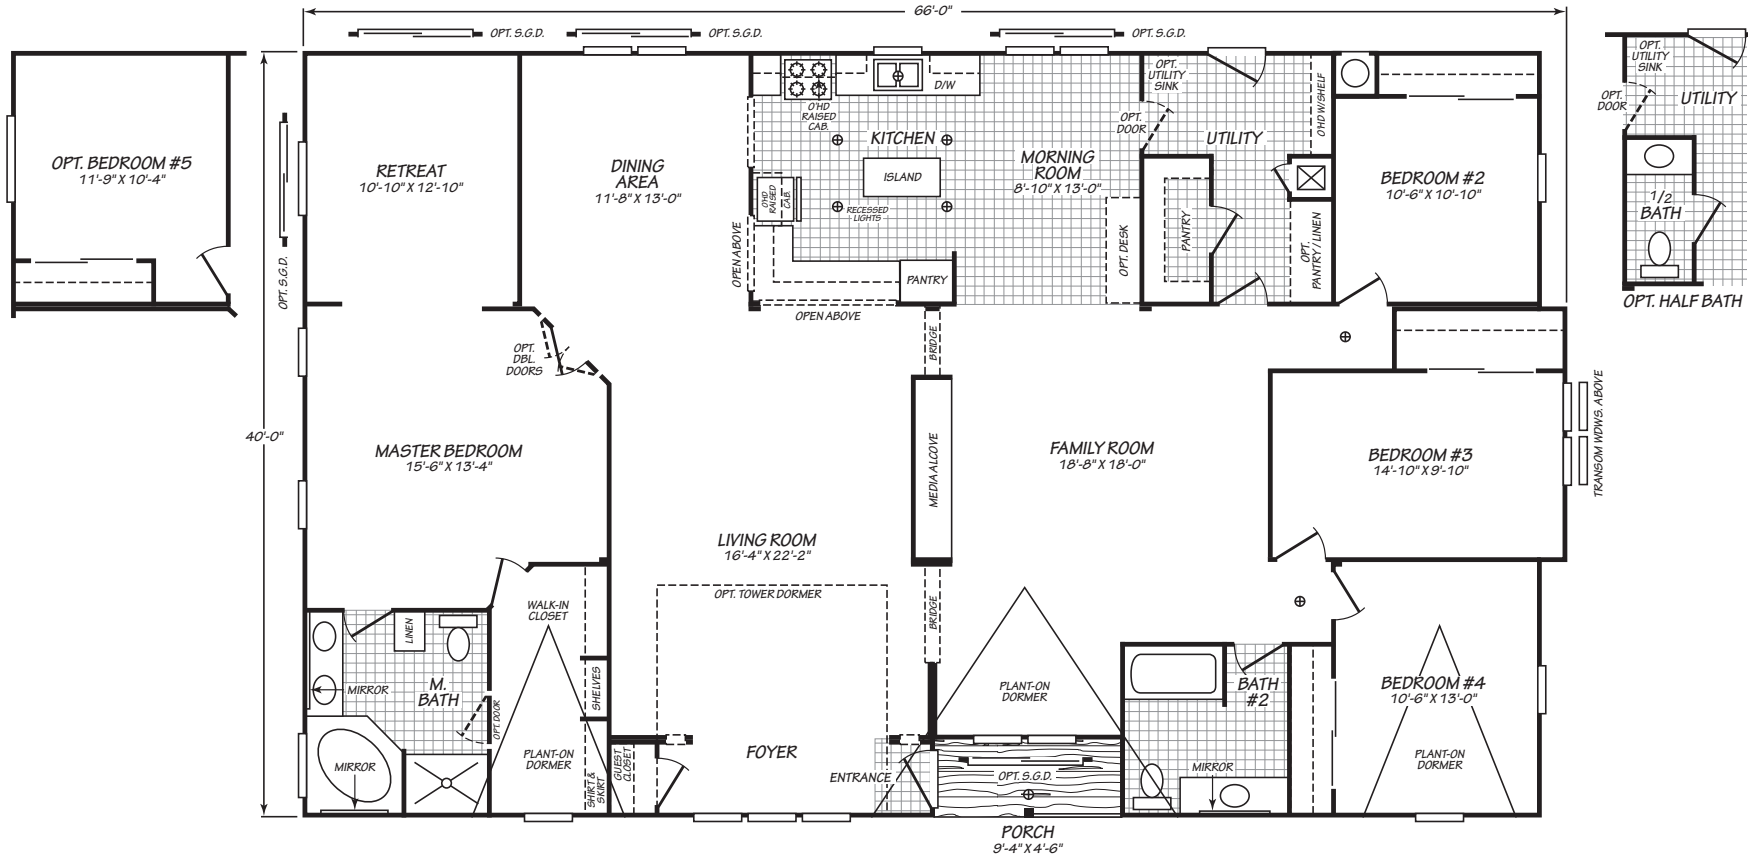 66'-0"
OPT. S.G.D.
OPT. S.G.D.
OPT. S.G.D.
OPT. BEDROOM #5
11'-9" X 10'-4"
OPT. S.G.D.
40'-0"
RETREAT
10'-10" X 12'-10"
DINING
AREA
11'-8" X 13'-0"
O'HD
RAISED
CAB.
D/W
KITCHEN
ISLAND
RECESSED
LIGHTS
O'HD
RAISED
CAB.
OPEN ABOVE
PANTRY
OPEN ABOVE
MORNING
ROOM
8'-10" X 13'-0"
OPT. DESK
OPT.
UTILITY
SINK
OPT.
DOOR
UTILITY
O'HD W/SHELF
PANTRY
OPT.
PANTRY / LINEN
BEDROOM #2
10'-6" X 10'-10"
OPT.
UTILITY
SINK
OPT.
DOOR
UTILITY
1/2
BATH
OPT. HALF BATH
OPT.
DBL.
DOORS
BRIDGE
MASTER BEDROOM
15'-6" X 13'-4"
MEDIA ALCOVE
FAMILY ROOM
18'-8" X 18'-0"
BEDROOM #3
14'-10" X 9'-10"
TRANSOM WDWS. ABOVE
LIVING ROOM
16'-4" X 22'-2"
OPT. TOWER DORMER
BRIDGE
WALK-IN
CLOSET
LINEN
MIRROR
M.
BATH
OPT. DOOR
SHELVES
PLANT-ON
DORMER
MIRROR
SHIRT &
SKIRT
GUEST
CLOSET
FOYER
ENTRANCE
PLANT-ON
DORMER
OPT. S.G.D.
PORCH
9'-4" X 4'-6"
BATH
#2
MIRROR
BEDROOM #4
10'-6" X 13'-0"
PLANT-ON
DORMER